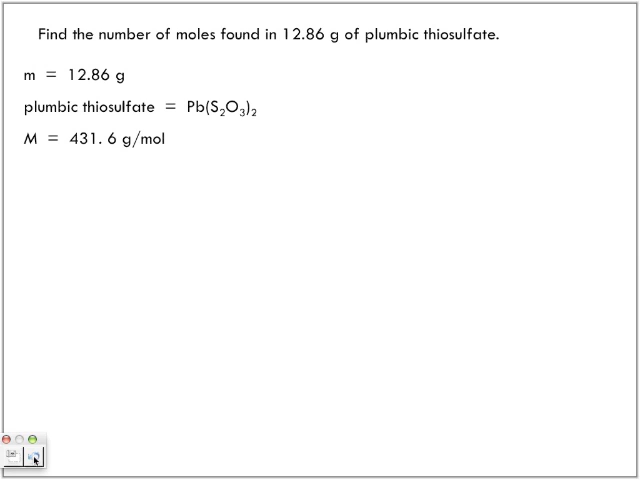 Find the number of moles found in 12.86 g of plumbic thiosulfate.
m = 12.86 g
plumbic thiosulfate = Pb(S₂O₃)₂
M = 431. 6 g/mol